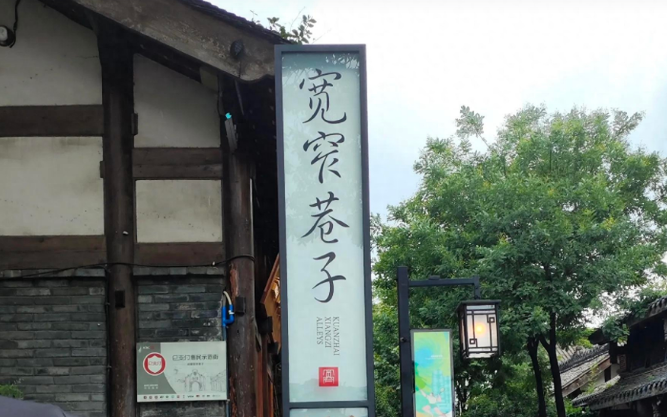 宽窄巷子
KUANZHAI
XIANGZI
ALLEYS